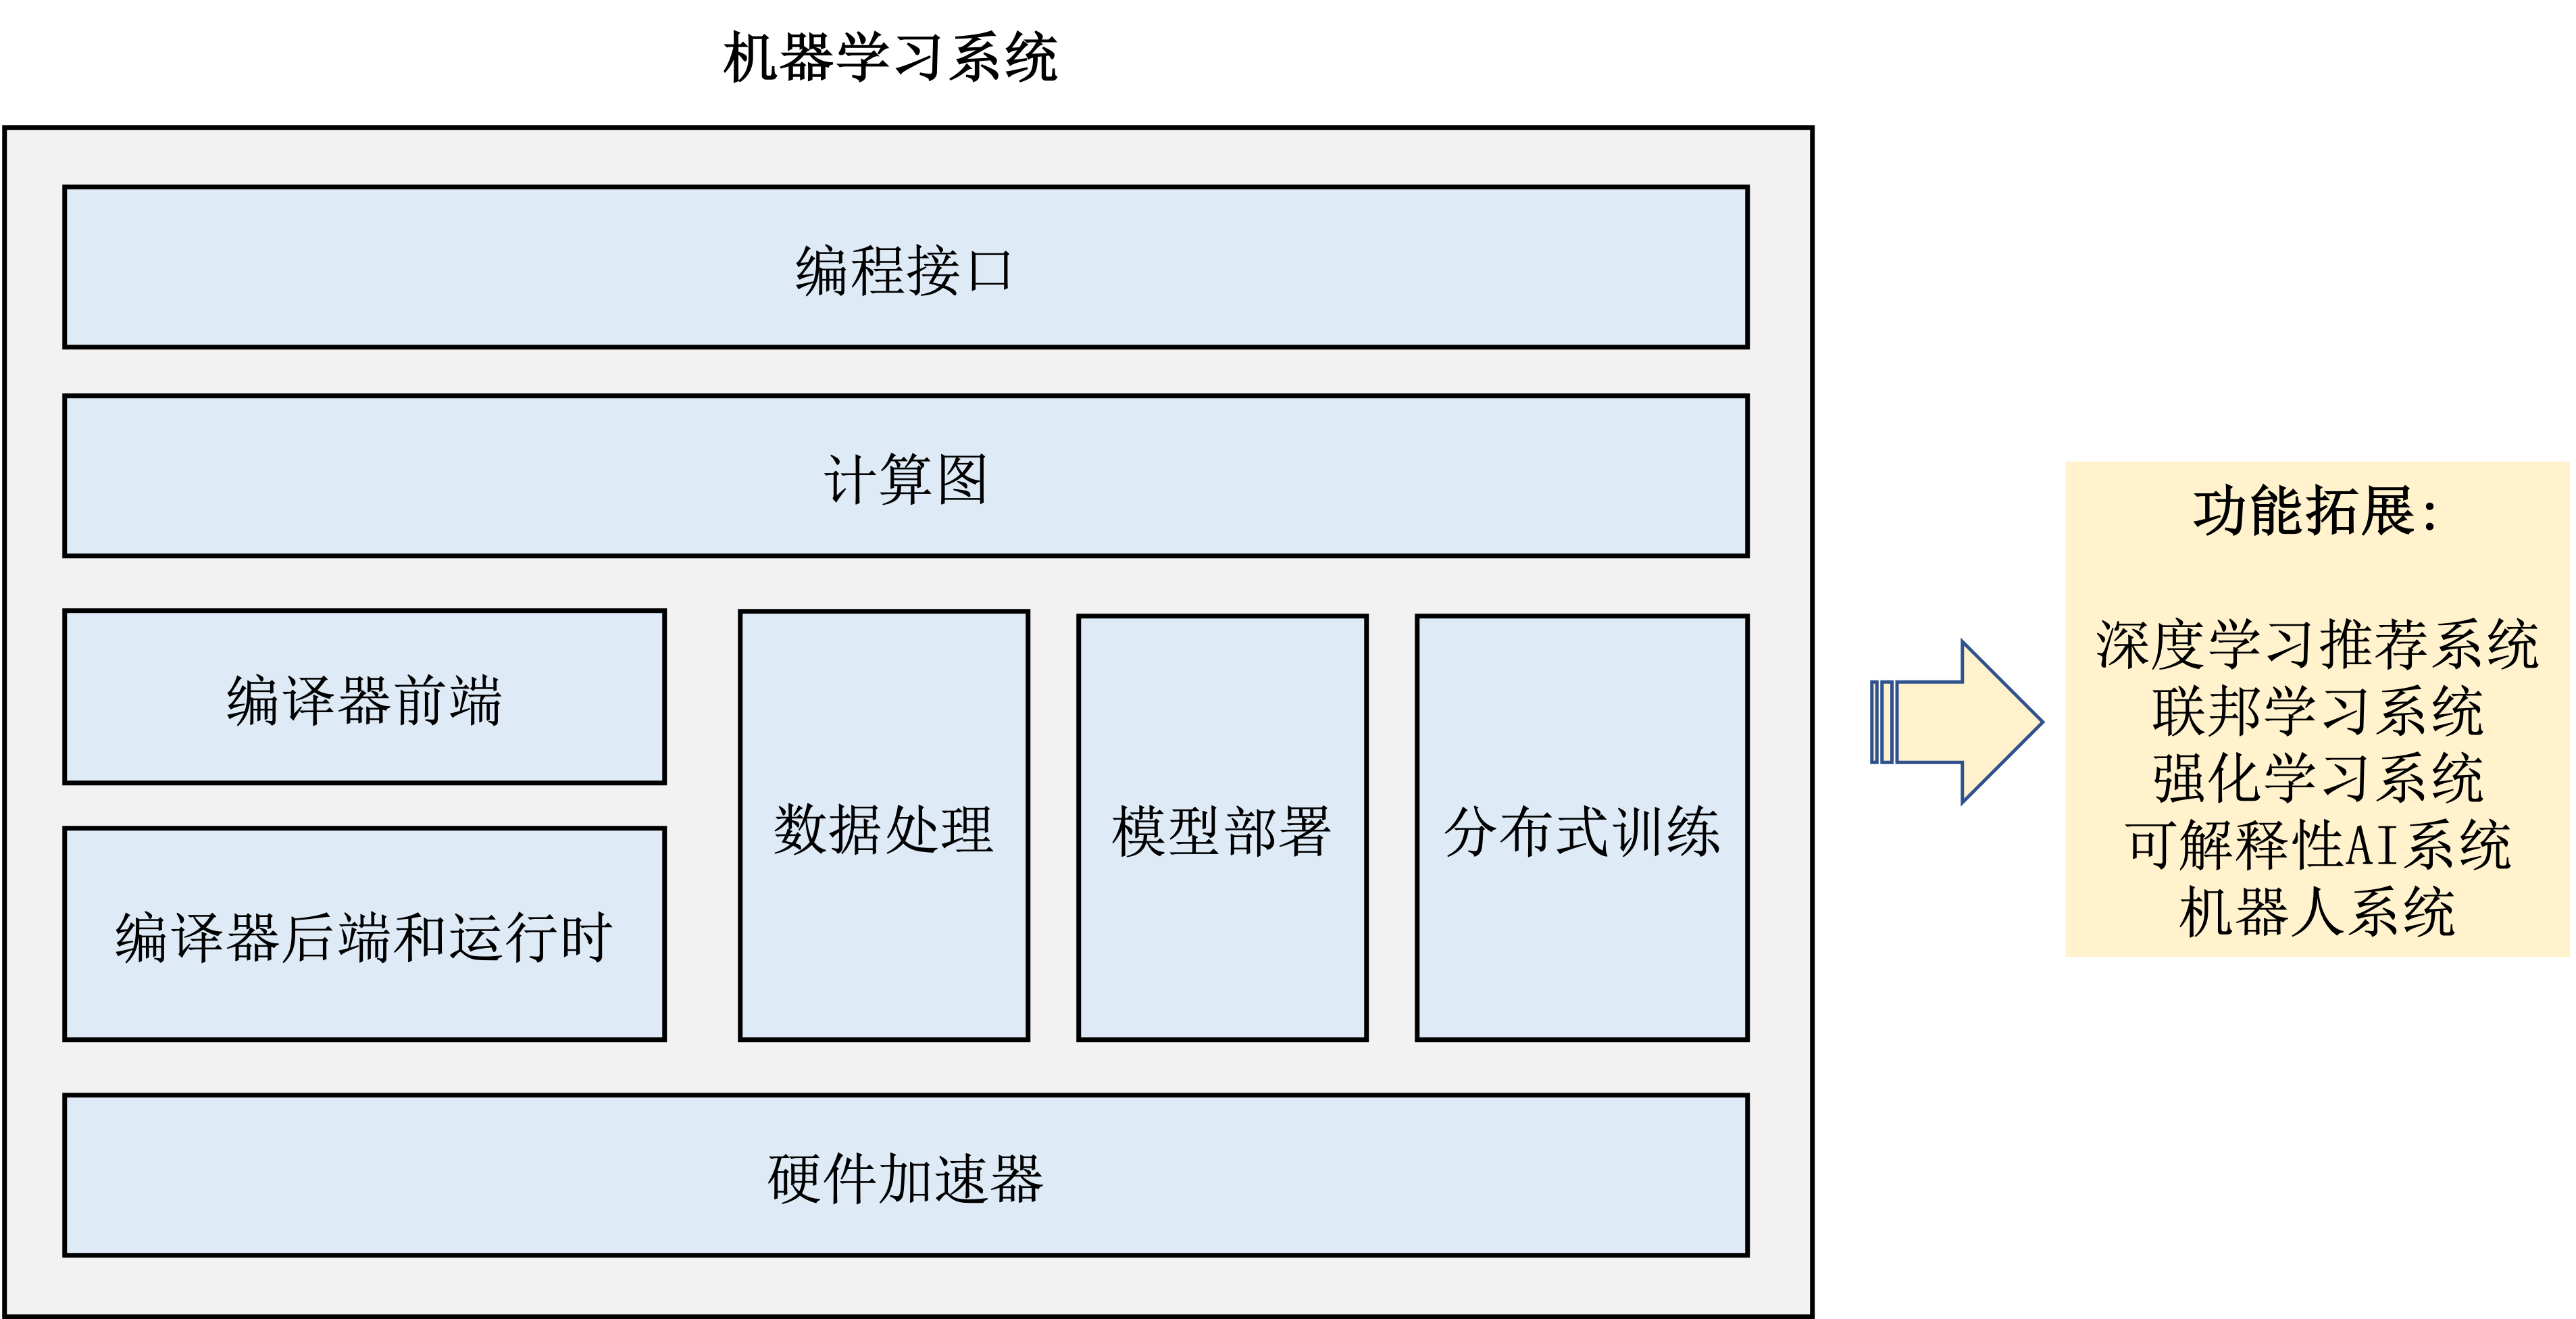 机器学习系统
编程接口
计算图
编译器前端
编译器后端和运行时
数据处理
模型部署
分布式训练
硬件加速器
功能拓展：
深度学习推荐系统
联邦学习系统
强化学习系统
可解释性AI系统
机器人系统